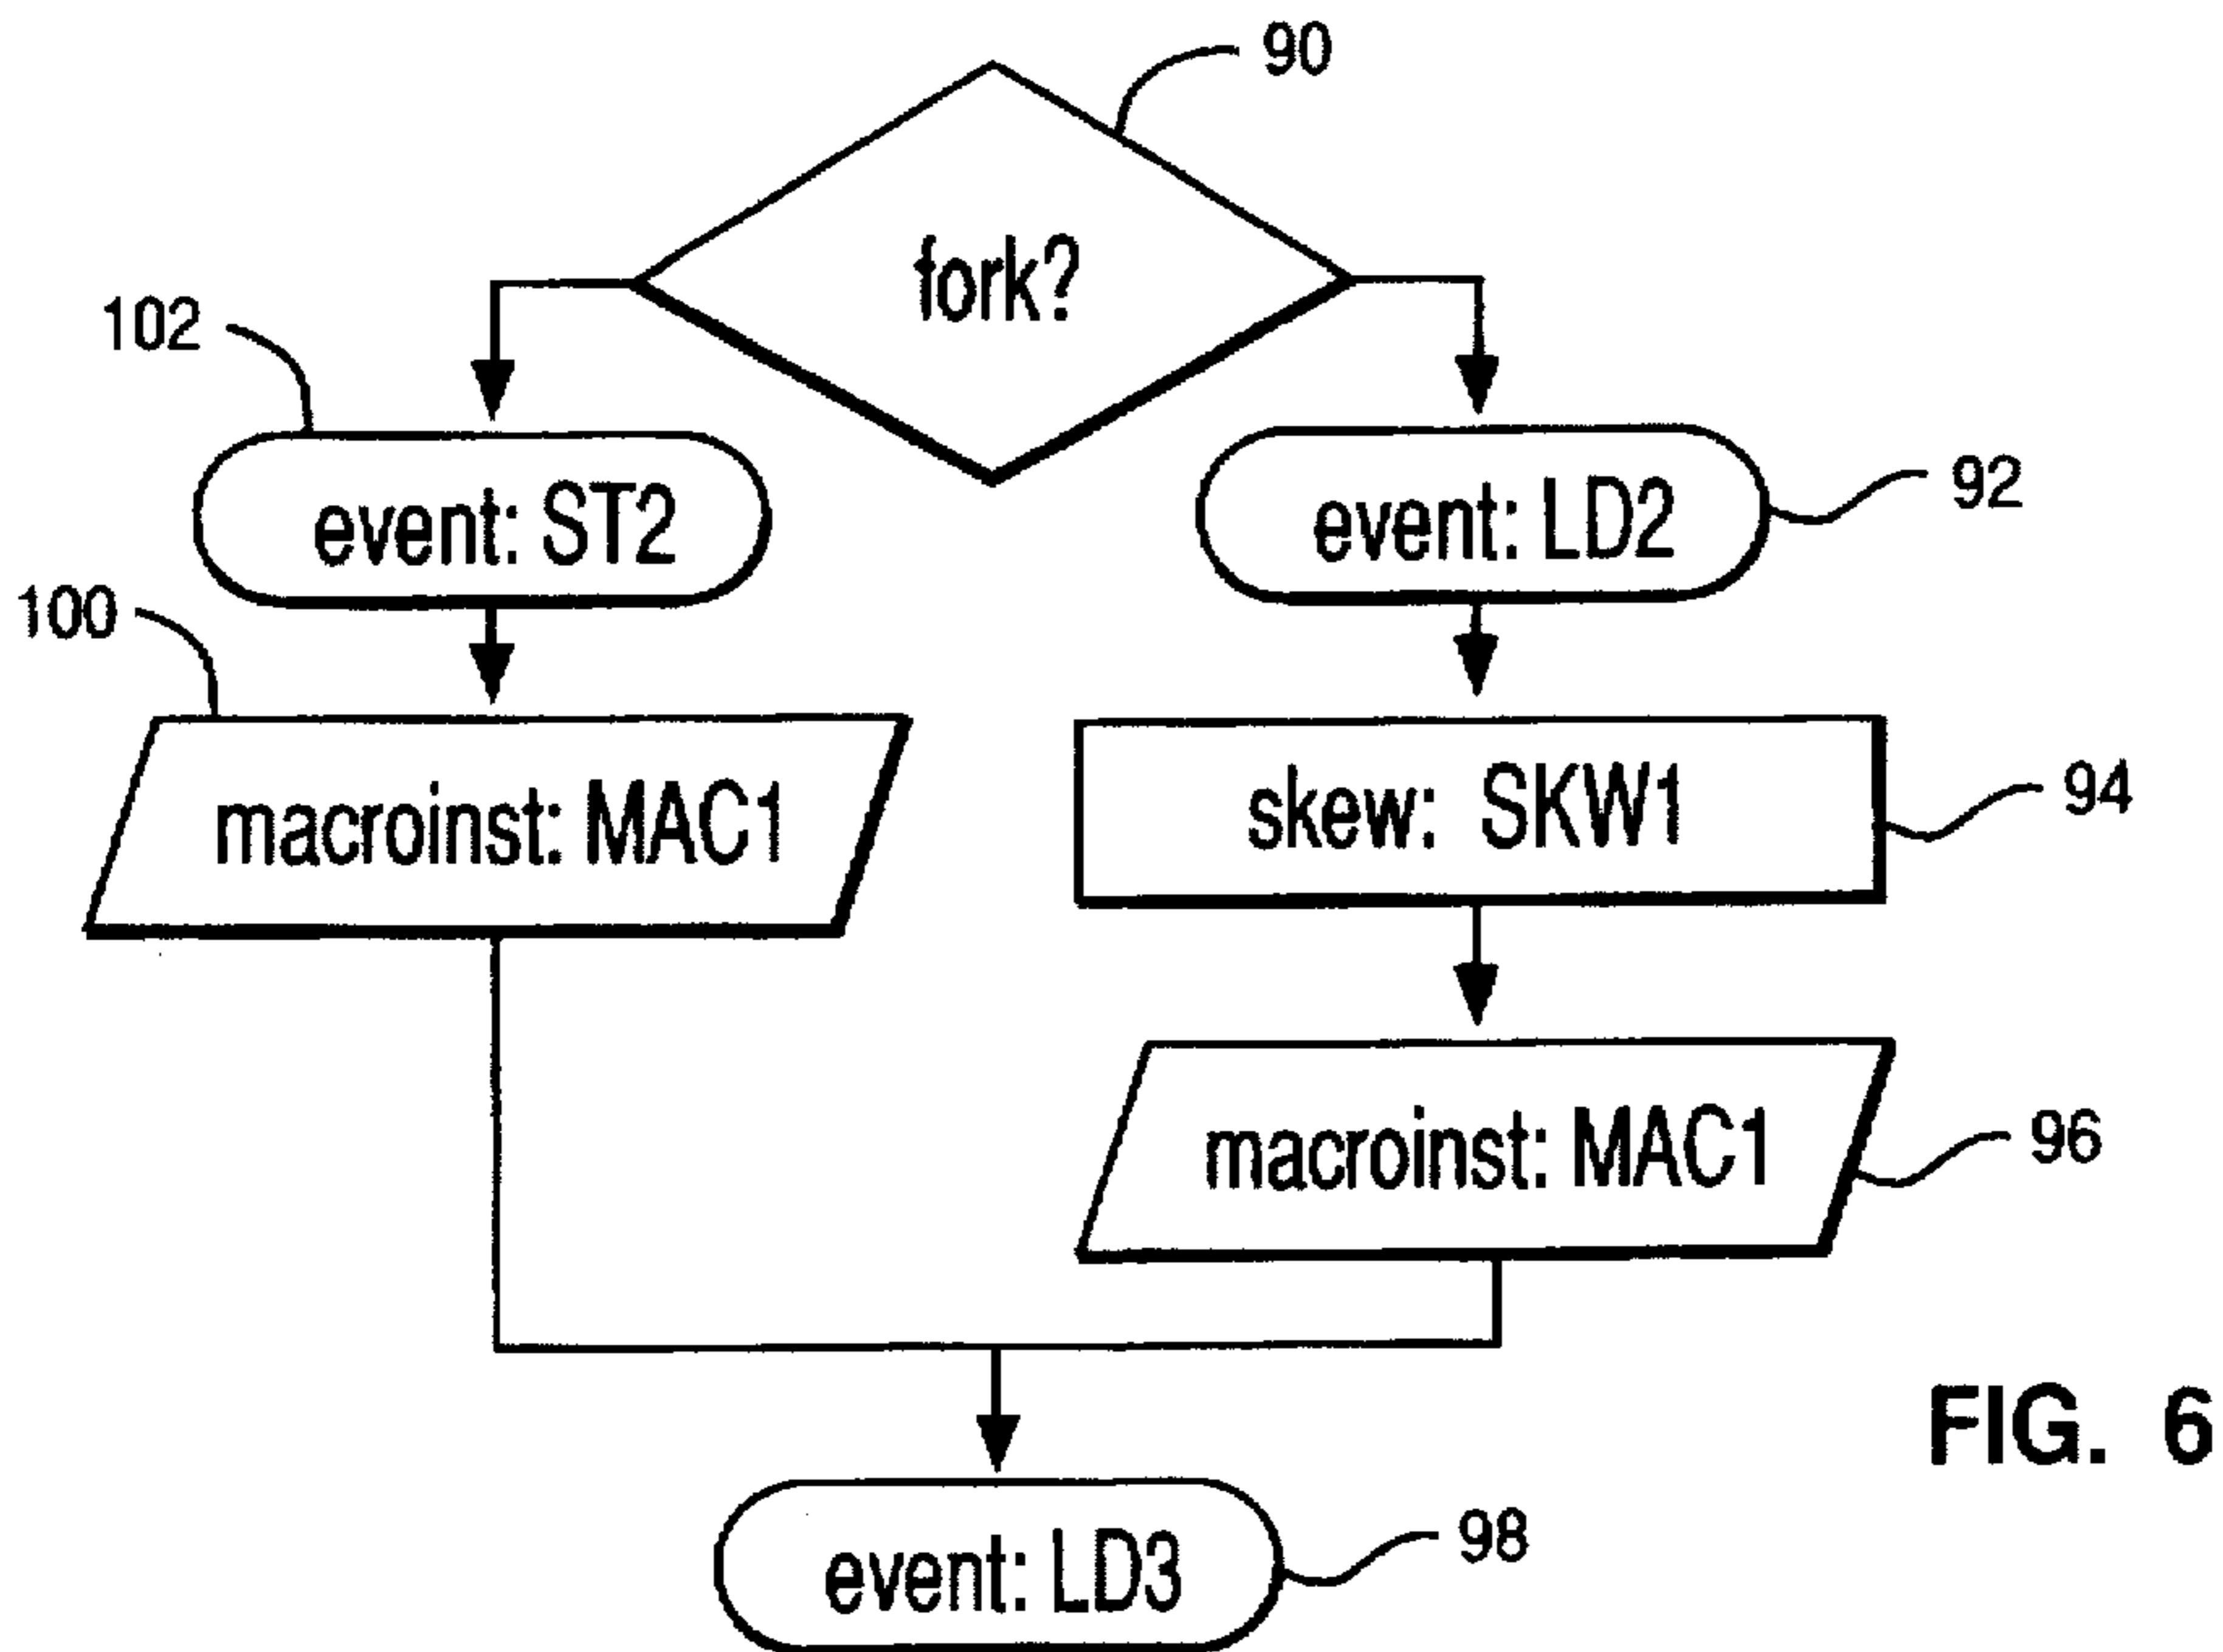 90
fork?
102
event: ST2
event: LD2
92
100
macroinst: MAC1
skew: SKW1
94
macroinst: MAC1
96
FIG. 6
event: LD3
98